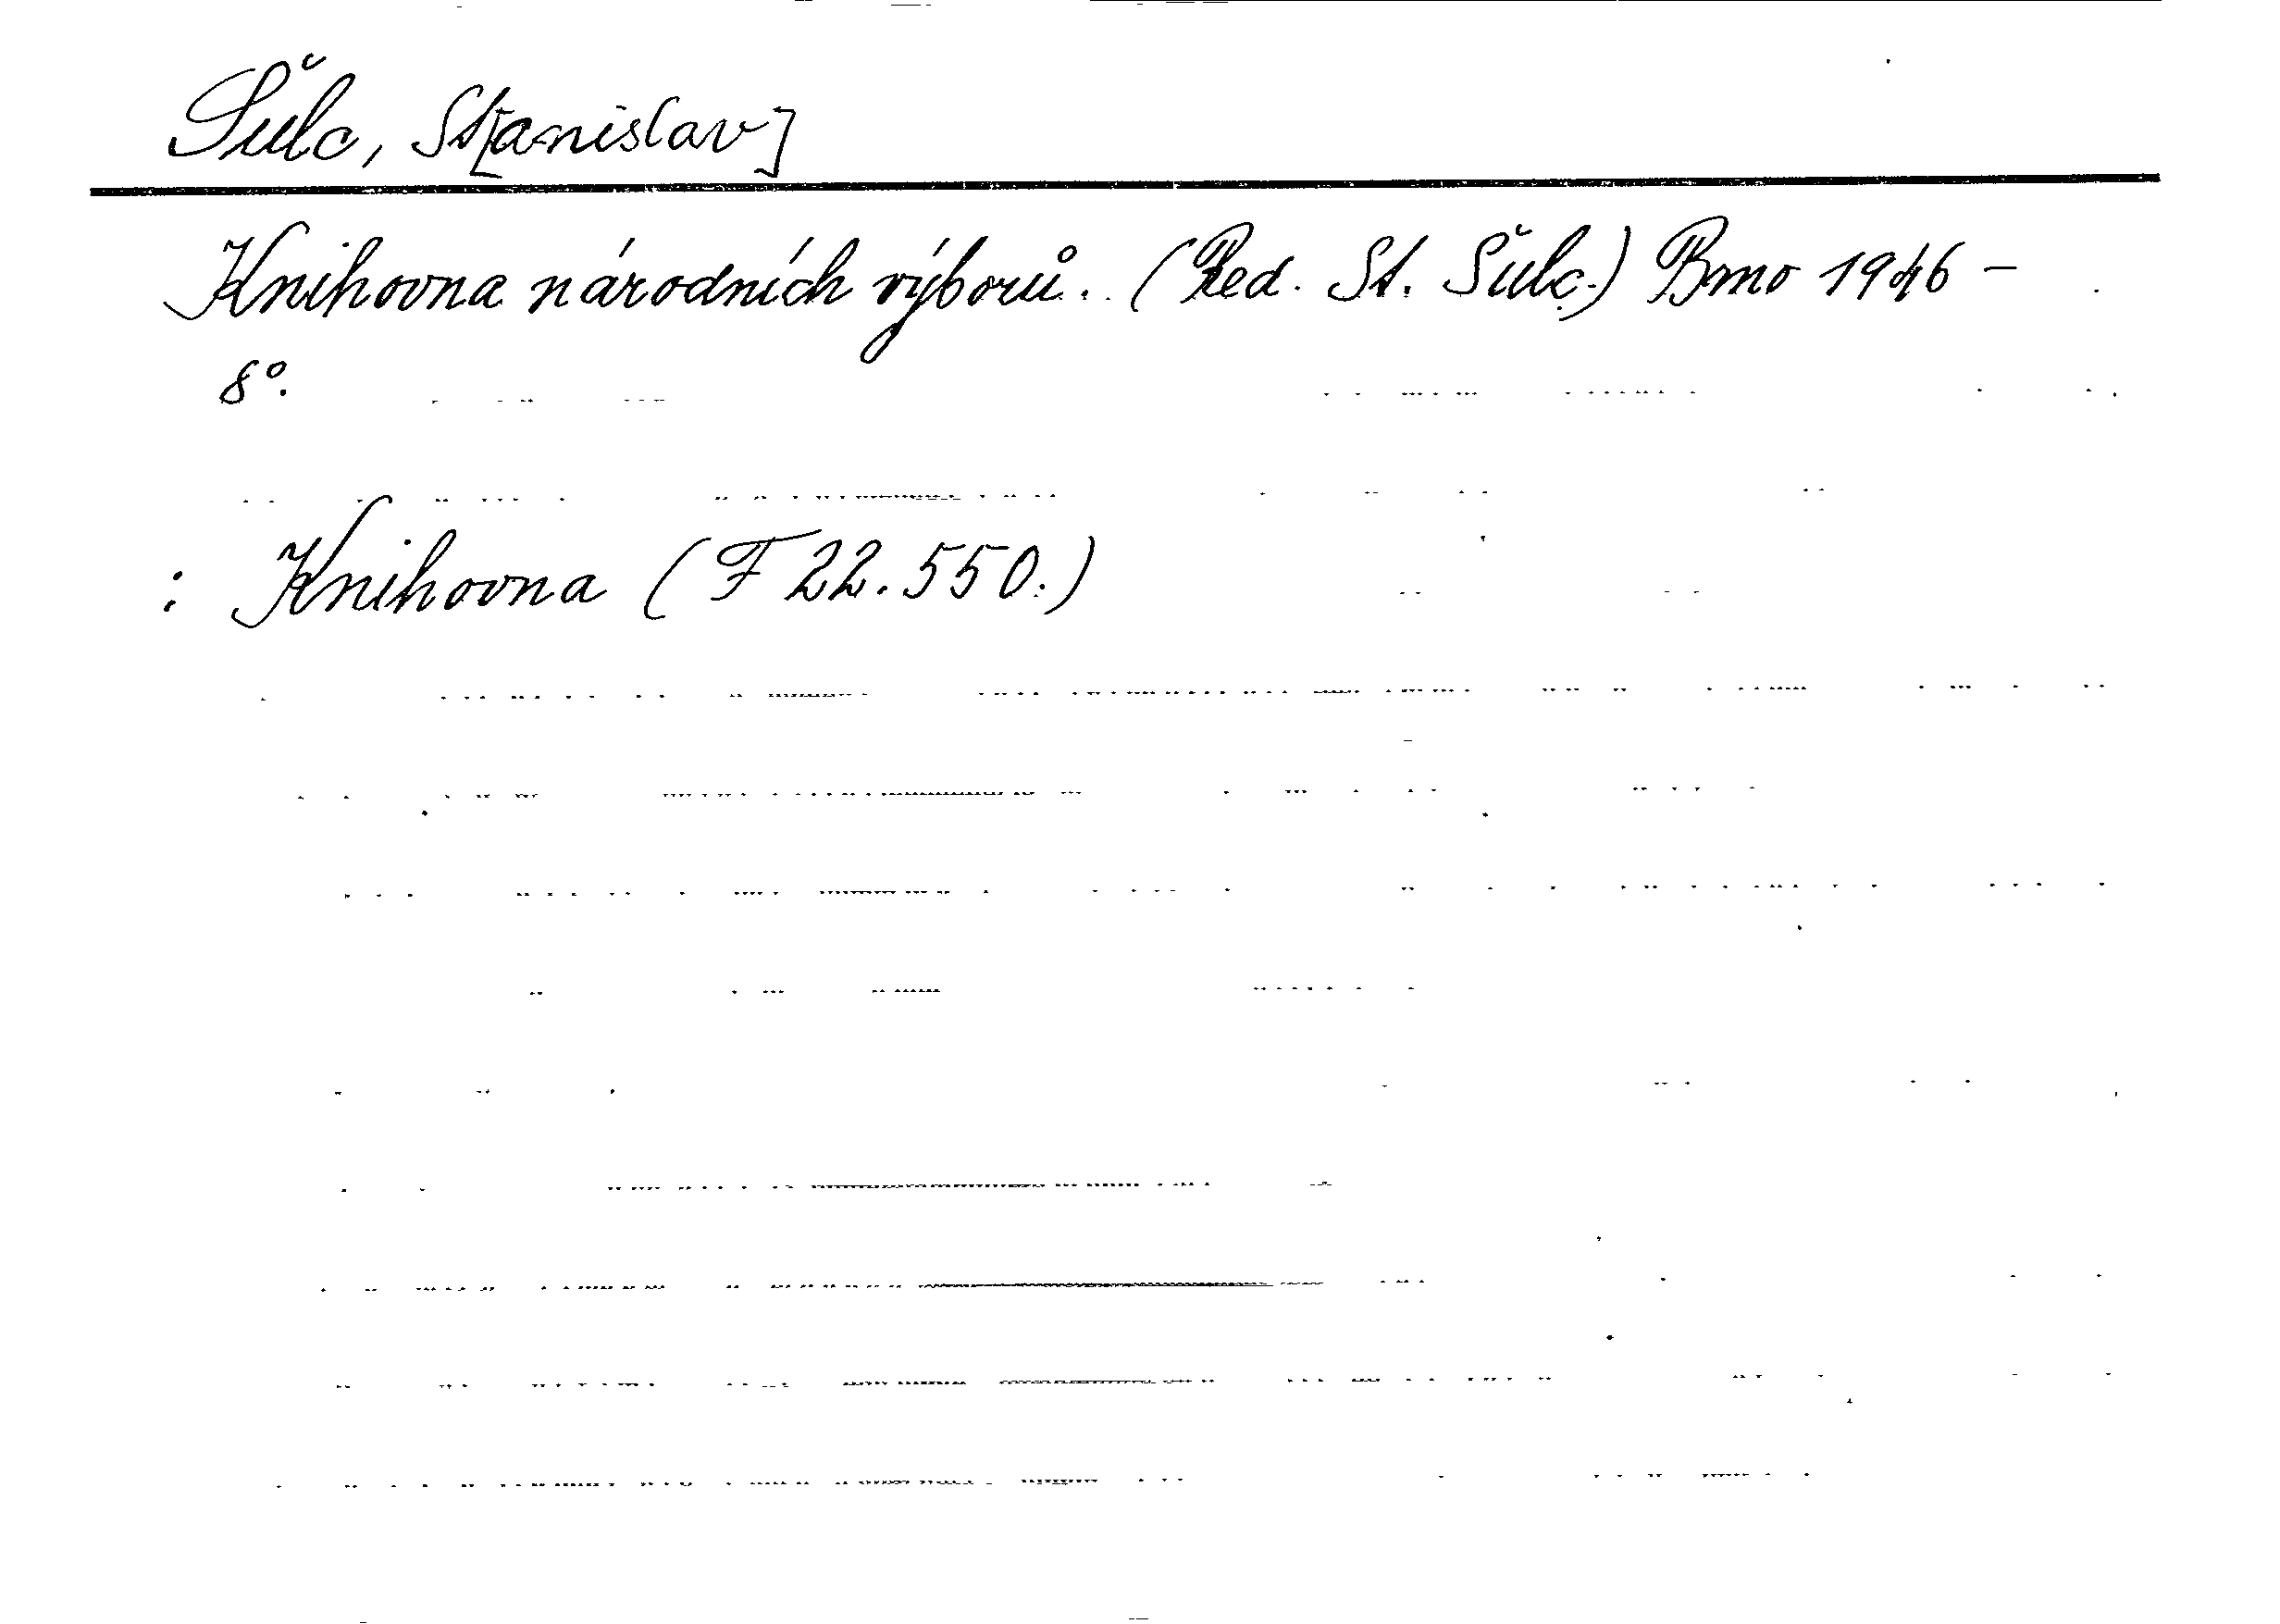 Šulc, St[anislav]
Knihovna národních výborů. (Red. St. Šulc.) Brno 1946 –
8°.
: Knihovna (F 22.550.)